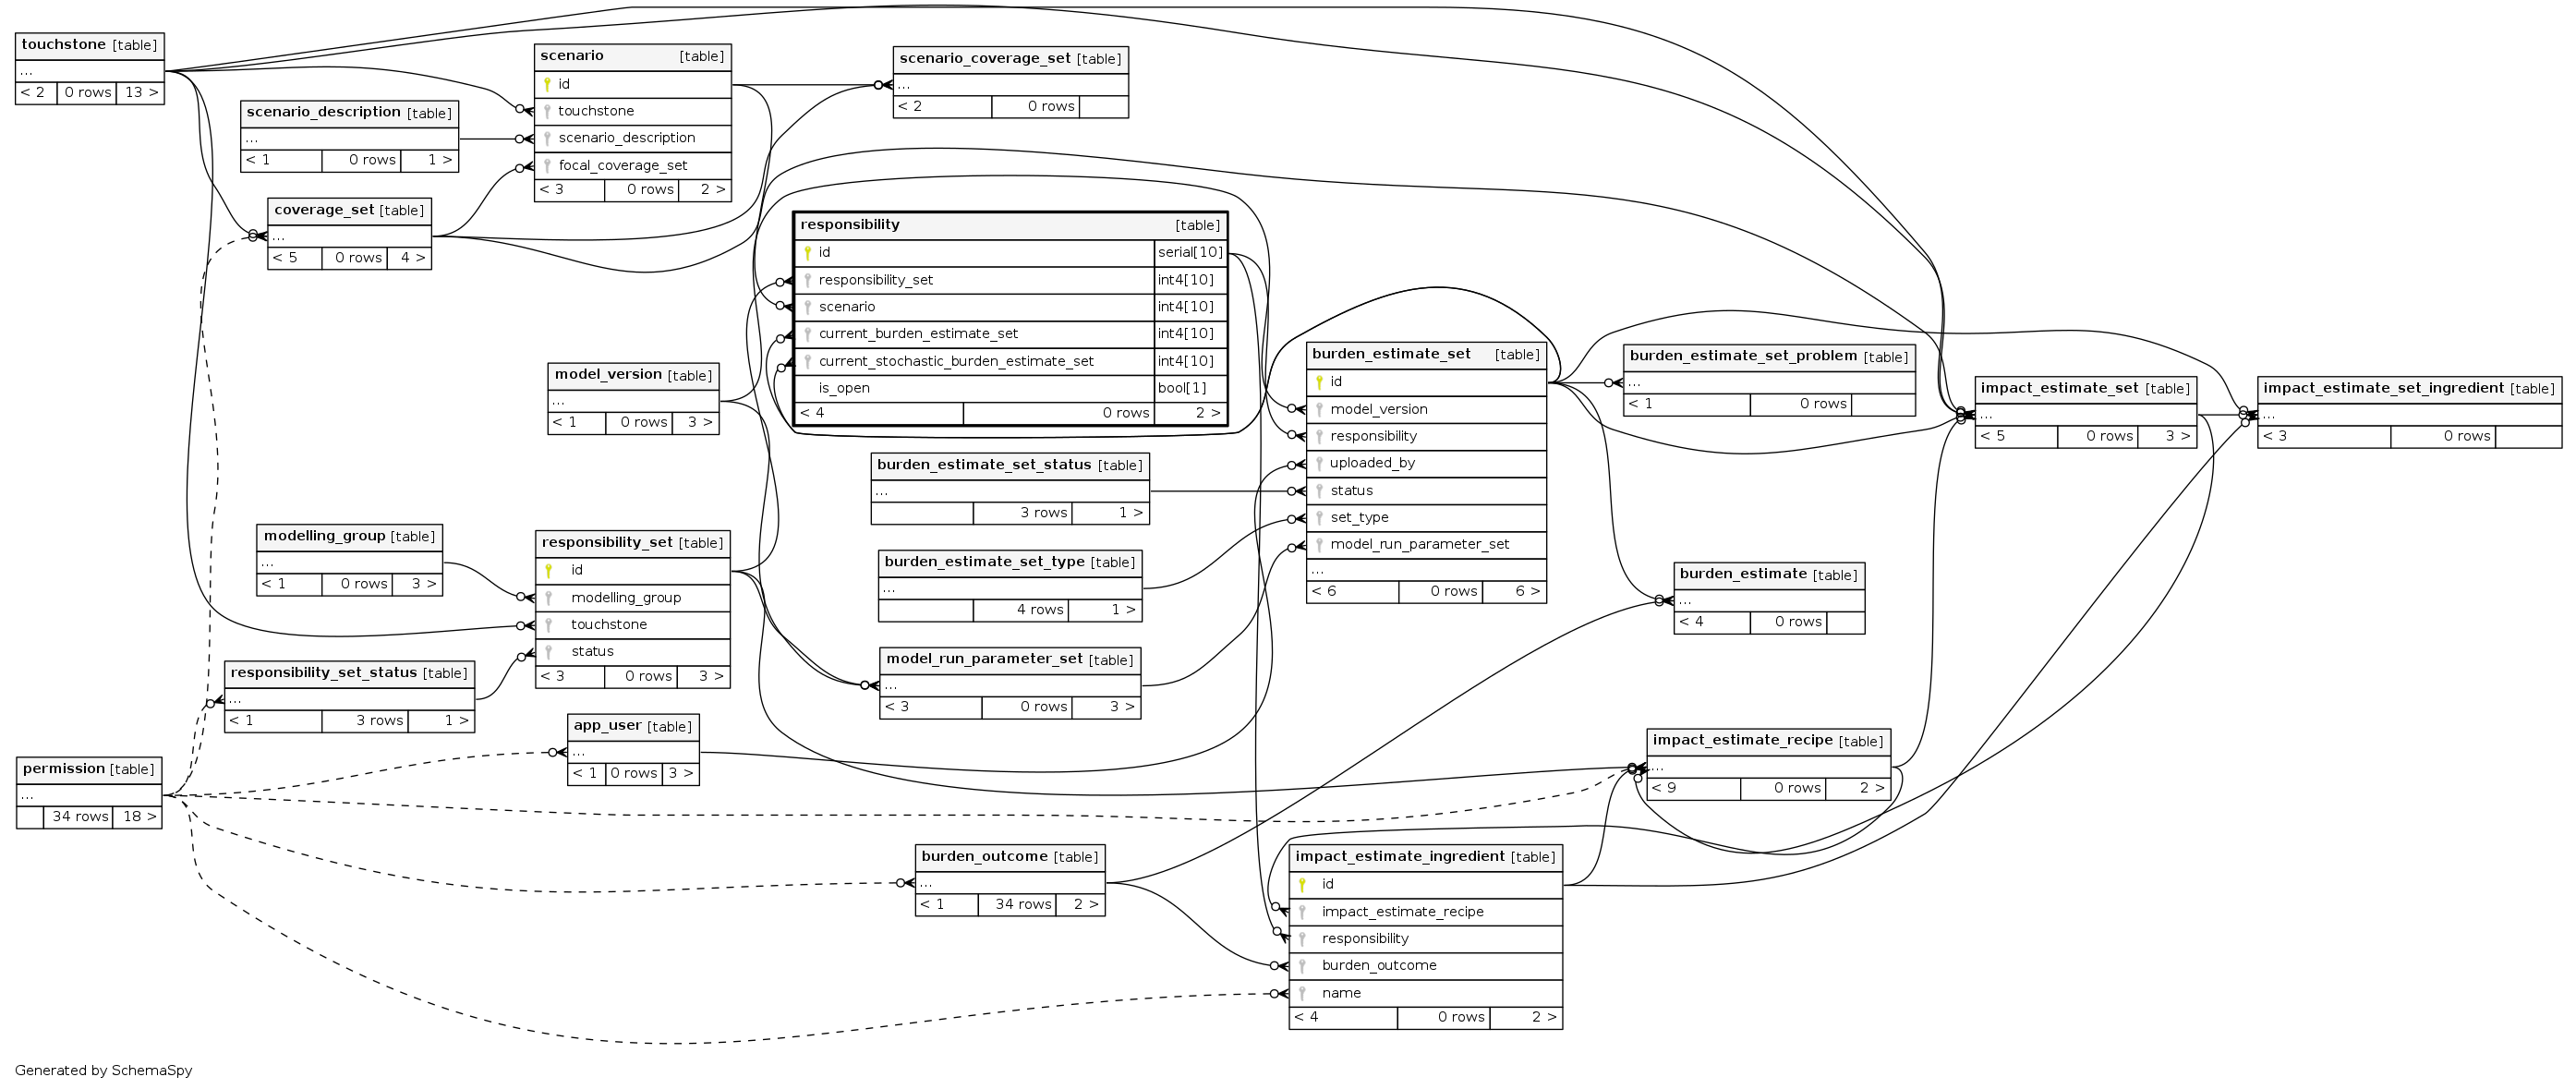 touchstone [table]
...
< 2 0 rows 13 >
scenario [table]
id
touchstone
scenario_description
focal_coverage_set
< 3 0 rows 2 >
scenario_coverage_set [table]
...
< 2 0 rows
scenario_description [table]
...
< 1 0 rows 1 >
coverage_set [table]
...
< 5 0 rows 4 >
responsibility [table]
id serial[10]
responsibility_set int4[10]
scenario int4[10]
current_burden_estimate_set int4[10]
current_stochastic_burden_estimate_set int4[10]
is_open bool[1]
< 4 0 rows 2 >
model_version [table]
...
< 1 0 rows 3 >
burden_estimate_set [table]
id
model_version
responsibility
uploaded_by
status
set_type
model_run_parameter_set
...
< 6 0 rows 6 >
burden_estimate_set_problem [table]
...
< 1 0 rows
impact_estimate_set [table]
...
< 5 0 rows 3 >
impact_estimate_set_ingredient [table]
...
< 3 0 rows
burden_estimate_set_status [table]
...
3 rows 1 >
modelling_group [table]
...
< 1 0 rows 3 >
responsibility_set [table]
id
modelling_group
touchstone
status
< 3 0 rows 3 >
burden_estimate_set_type [table]
...
4 rows 1 >
burden_estimate [table]
...
< 4 0 rows
responsibility_set_status [table]
...
< 1 3 rows 1 >
model_run_parameter_set [table]
...
< 3 0 rows 3 >
app_user [table]
...
< 1 0 rows 3 >
permission [table]
...
34 rows 18 >
impact_estimate_recipe [table]
...
< 9 0 rows 2 >
burden_outcome [table]
...
< 1 34 rows 2 >
impact_estimate_ingredient [table]
id
impact_estimate_recipe
responsibility
burden_outcome
name
< 4 0 rows 2 >
Generated by SchemaSpy